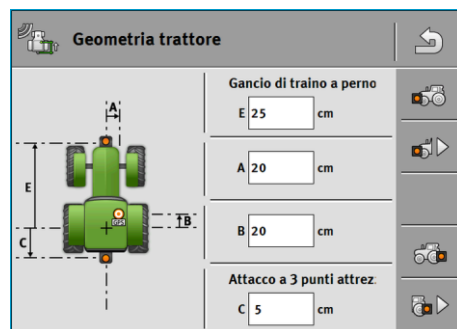 Geometria trattore
Gancio di traino a perno
E 25 cm
A 20 cm
B 20 cm
Attacco a 3 punti attrez
C 5 cm
A
E
B
C
GPS